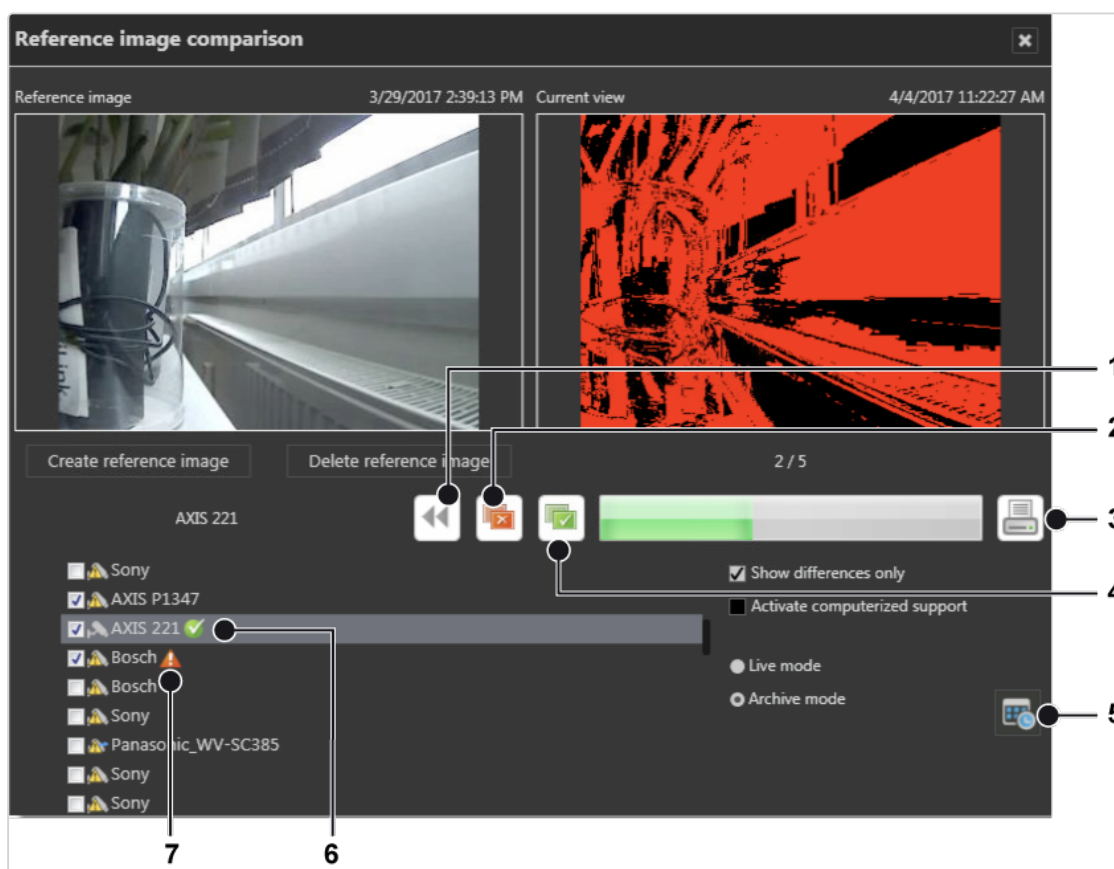 Reference image comparison
Reference image 3/29/2017 2:39:13 PM Current view 4/4/2017 11:22:27 AM
ink
1
2
Create reference image Delete reference image 2 / 5
AXIS 221
3
Sony
Show differences only
AXIS P1347
4
Activate computerized support
AXIS 221
6
Bosch
Live mode
Bosch
Archive mode
5
Sony
Panasonic_WV-SC385
Sony
Sony
7 6